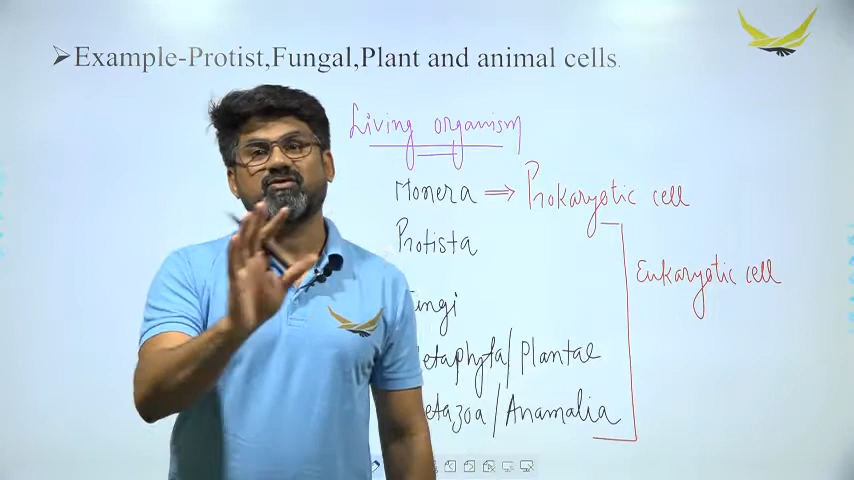 ➤Example-Protist,Fungal,Plant and animal cells.
Living organism
Monera ⇒ Prokaryotic cell
Protista
Eukaryotic cell
ungi
etaphyta/Plantae
etazoa/Anamalia